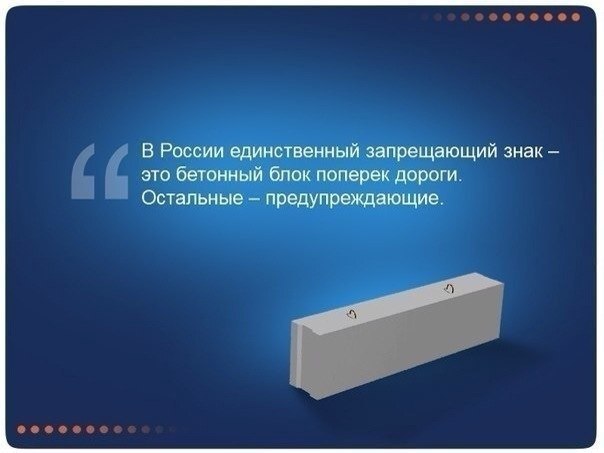 В России единственный запрещающий знак –
это бетонный блок поперек дороги.
Остальные – предупреждающие.